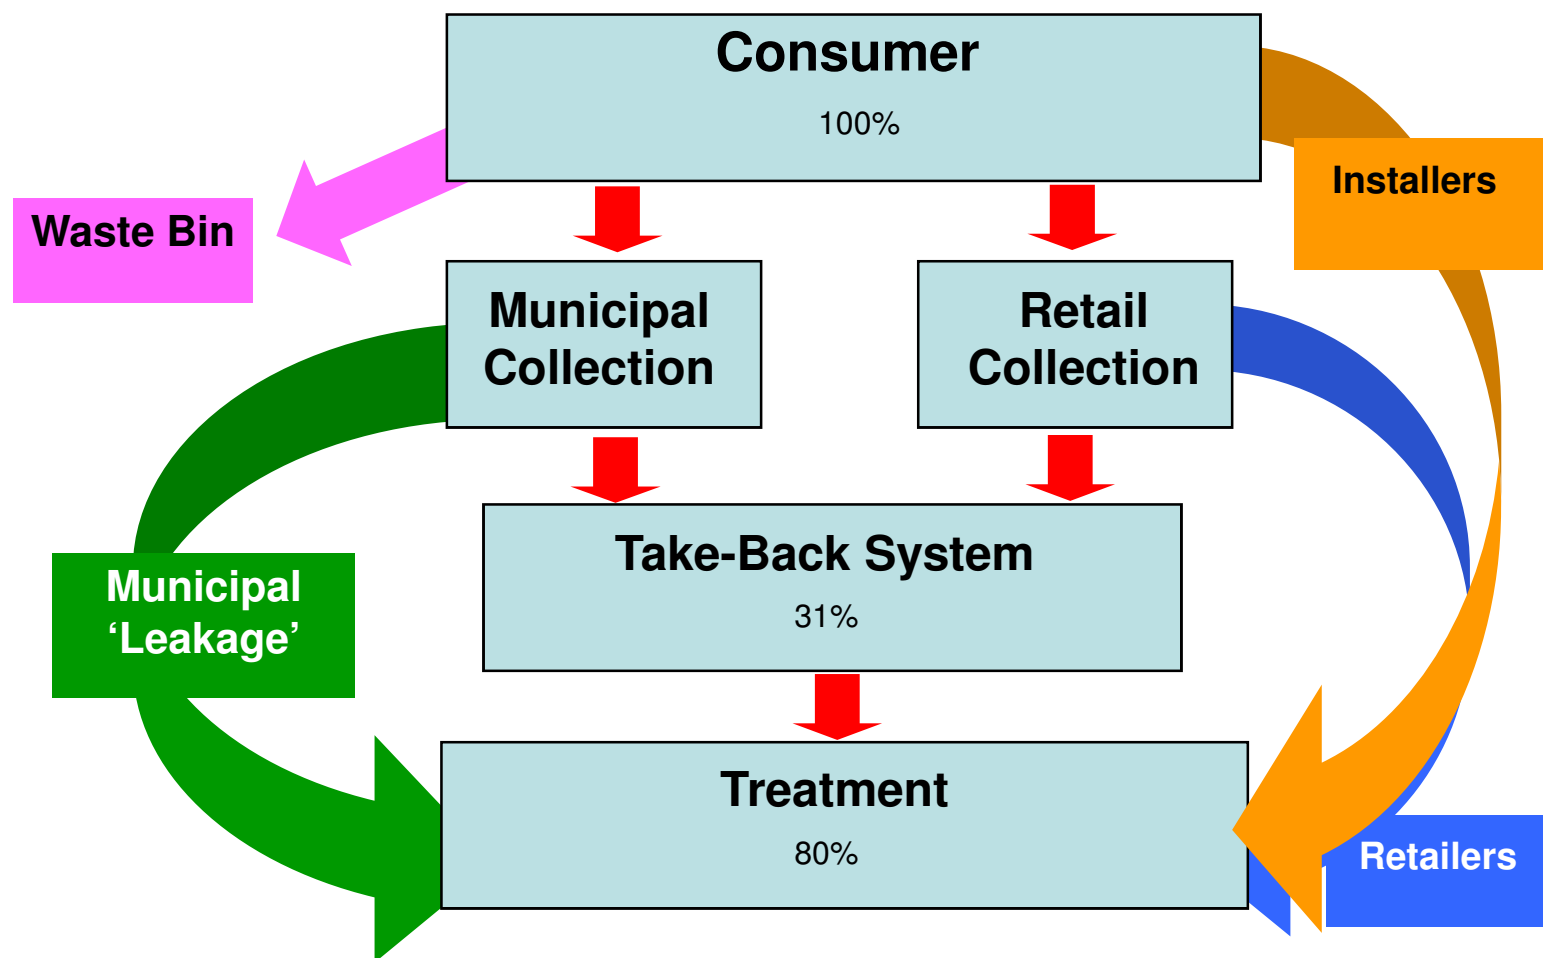 Consumer
100%
Installers
Waste Bin
Municipal
Collection
Retail
Collection
Take-Back System
31%
Municipal
‘Leakage’
Treatment
80%
Retailers